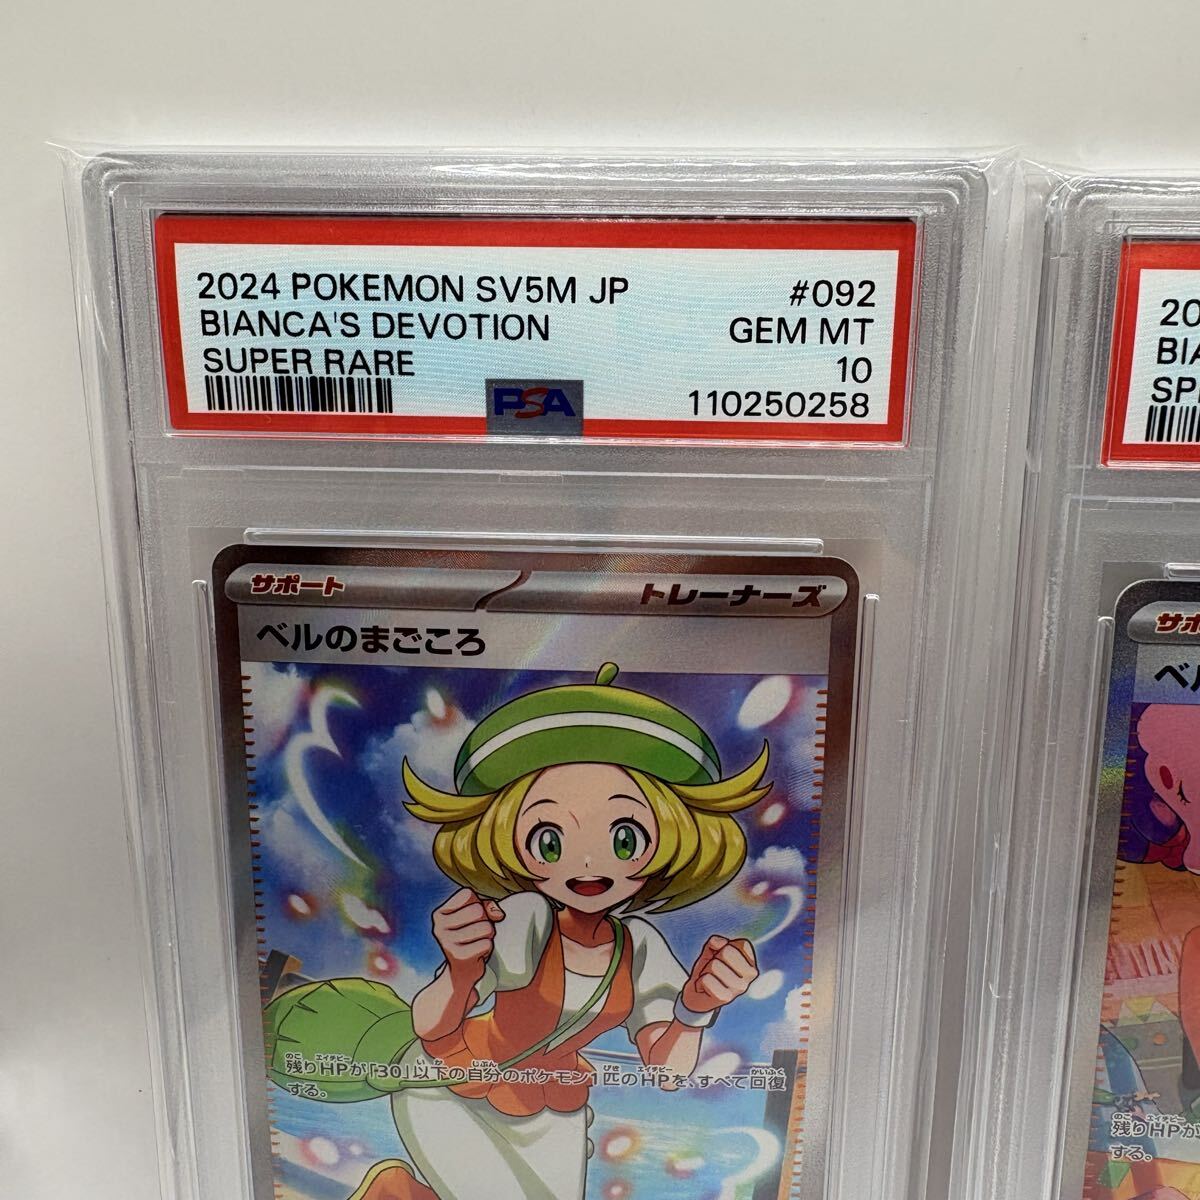 2024 POKEMON SV5M JP #092
BIANCA'S DEVOTION GEM MT
SUPER RARE 10
PSA 110250258
サポート トレーナーズ
ベルのまごころ
残りHPが「30」以下の自分のポケモン1匹のHPを、すべて回復
する。
20
BIA
SP
サポ
ベル
残りHPが
する。